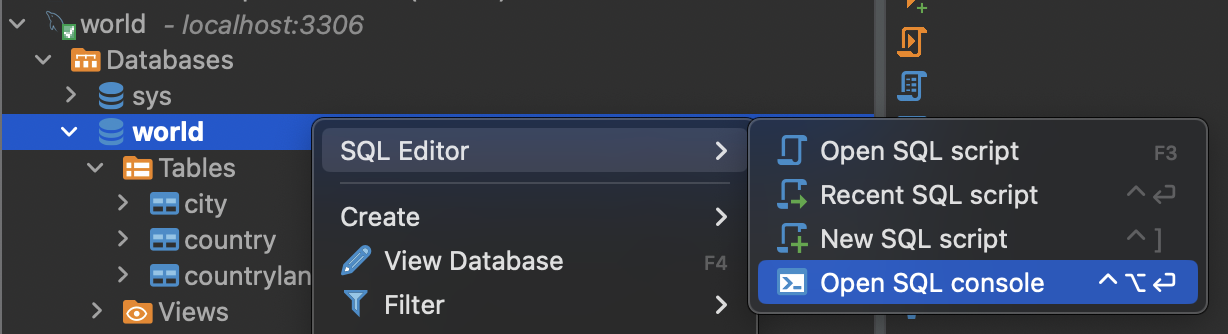 world - localhost:3306
Databases
sys
world
Tables
city
country
countrylan
Views
SQL Editor
Create
View Database F4
Filter
Open SQL script F3
Recent SQL script ^ ↩
New SQL script ^ ]
Open SQL console ^ ⌥ ↩